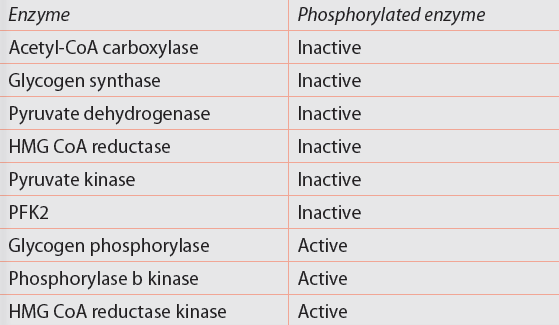 Enzyme Phosphorylated enzyme
Acetyl-CoA carboxylase Inactive
Glycogen synthase Inactive
Pyruvate dehydrogenase Inactive
HMG CoA reductase Inactive
Pyruvate kinase Inactive
PFK2 Inactive
Glycogen phosphorylase Active
Phosphorylase b kinase Active
HMG CoA reductase kinase Active